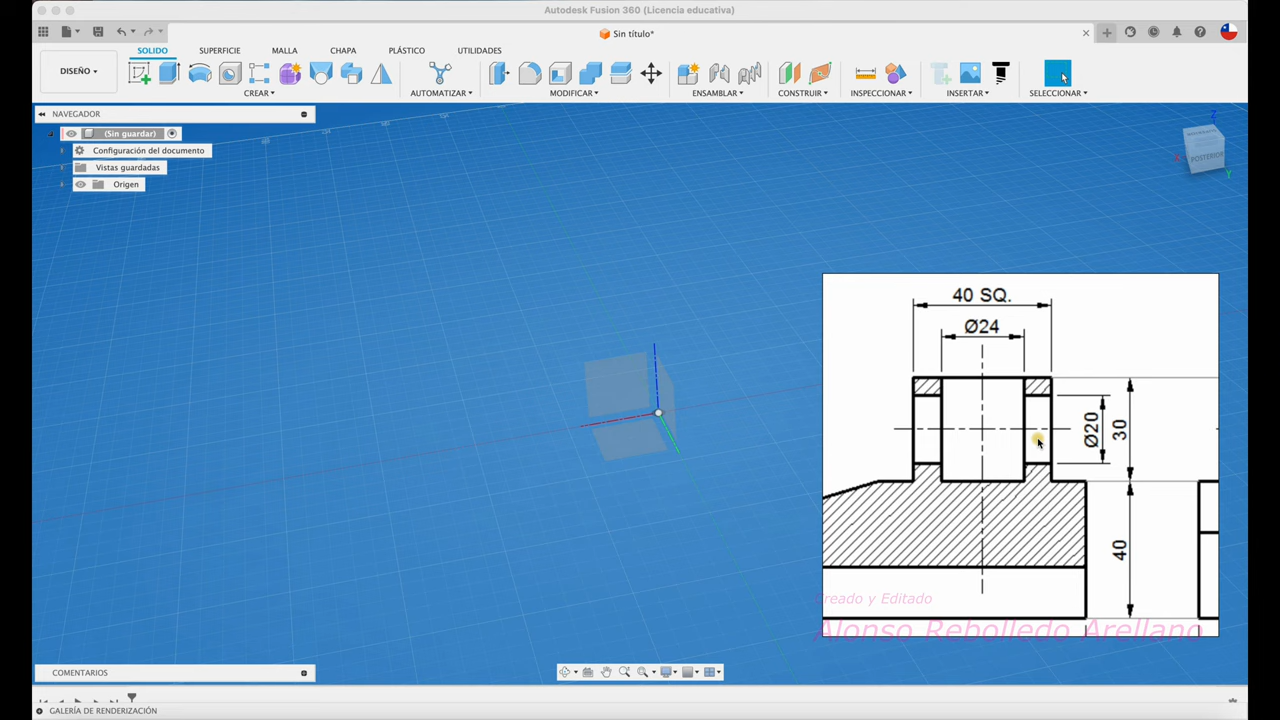 Autodesk Fusion 360 (Licencia educativa)
Sin título*
DISEÑO
SOLIDO SUPERFICIE MALLA CHAPA PLÁSTICO UTILIDADES
CREAR AUTOMATIZAR MODIFICAR ENSAMBLAR CONSTRUIR INSPECCIONAR INSERTAR SELECCIONAR
NAVEGADOR
(Sin guardar)
Configuración del documento
Vistas guardadas
Origen
Z
POSTERIOR
X
Y
40 SQ.
Ø24
Ø20
30
40
Creado y Editado
Alonso Rebolledo Arellano
COMENTARIOS
GALERÍA DE RENDERIZACIÓN